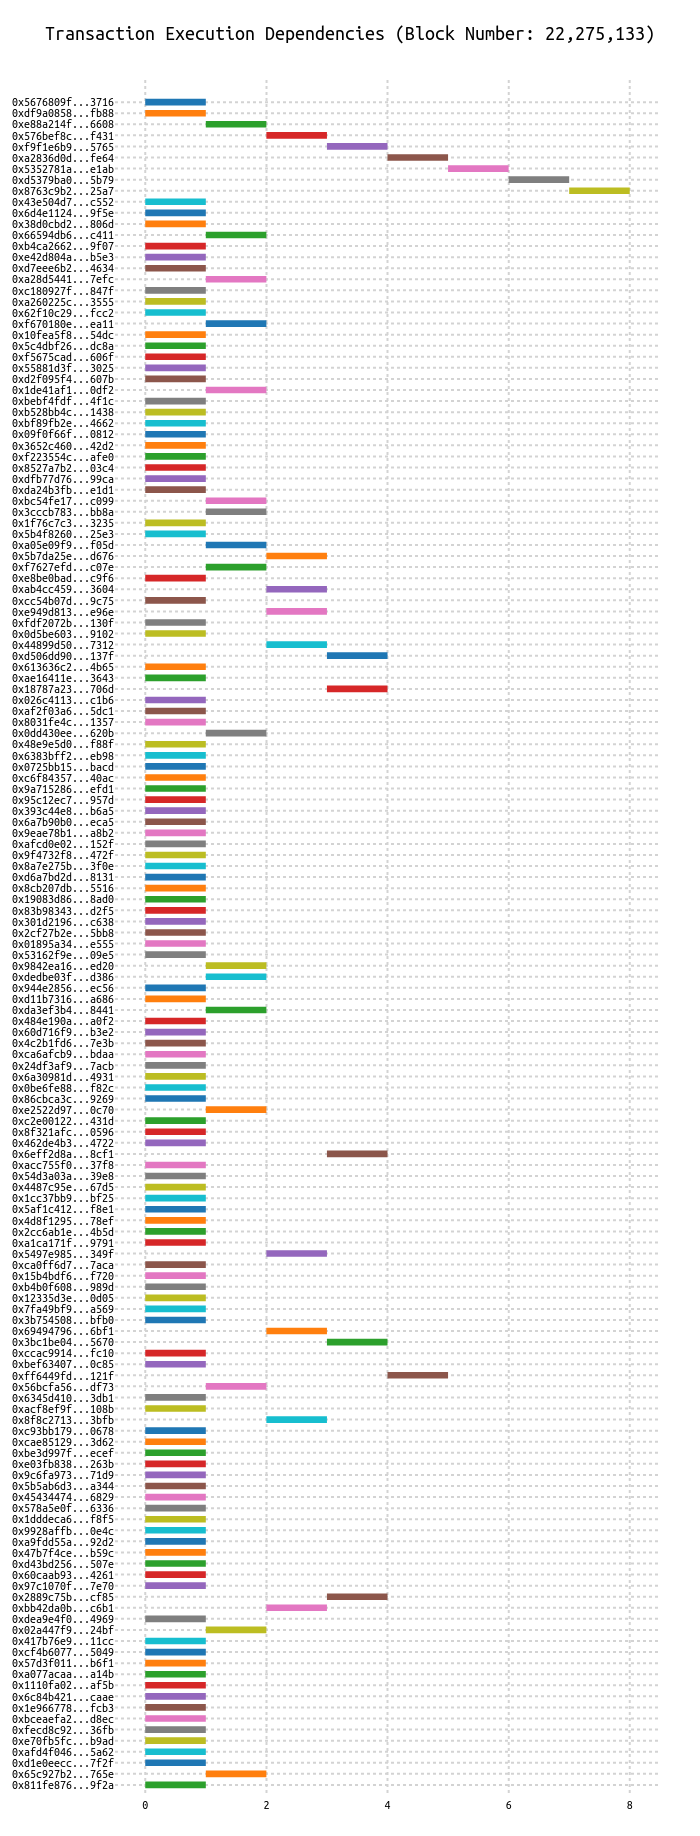 Transaction Execution Dependencies (Block Number: 22,275,133)
0x5676809f...3716
0xdf9a0858...fb88
0xe88a214f...6608
0x576bef8c...f431
0xf9f1e6b9...5765
0xa2836d0d...fe64
0x5352781a...e1ab
0xd5379ba0...5b79
0x8763c9b2...25a7
0x43e504d7...c552
0x6d4e1124...9f5e
0x38d0cbd2...806d
0x66594db6...c411
0xb4ca2662...9f07
0xe42d804a...b5e3
0xd7eee6b2...4634
0xa28d5441...7efc
0xc180927f...847f
0xa260225c...3555
0x62f10c29...fcc2
0xf670180e...ea11
0x10fea5f8...54dc
0x5c4dbf26...dc8a
0xf5675cad...606f
0x55881d3f...3025
0xd2f095f4...607b
0x1de41af1...0df2
0xbebf4fdf...4f1c
0xb528bb4c...1438
0xbf89fb2e...4662
0x09f0f66f...0812
0x3652c460...42d2
0xf223554c...afe0
0x8527a7b2...03c4
0xdfb77d76...99ca
0xda24b3fb...e1d1
0xbc54fe17...c099
0x3cccb783...bb8a
0x1f76c7c3...3235
0x5b4f8260...25e3
0xa05e09f9...f05d
0x5b7da25e...d676
0xf7627efd...c07e
0xe8be0bad...c9f6
0xab4cc459...3604
0xcc54b07d...9c75
0xe949d813...e96e
0xfdf2072b...130f
0x0d5be603...9102
0x44899d50...7312
0xd506dd90...137f
0x613636c2...4b65
0xae16411e...3643
0x18787a23...706d
0x026c4113...c1b6
0xaf2f03a6...5dc1
0x8031fe4c...1357
0x0dd430ee...620b
0x48e9e5d0...f88f
0x6383bff2...eb98
0x0725bb15...bacd
0xc6f84357...40ac
0x9a715286...efd1
0x95c12ec7...957d
0x393c44e8...b6a5
0x6a7b90b0...eca5
0x9eae78b1...a8b2
0xafcd0e02...152f
0x9f4732f8...472f
0x8a7e275b...3f0e
0xd6a7bd2d...8131
0x8cb207db...5516
0x19083d86...8ad0
0x83b98343...d2f5
0x301d2196...c638
0x2cf27b2e...5bb8
0x01895a34...e555
0x53162f9e...09e5
0x9842ea16...ed20
0xdedbe03f...d386
0x944e2856...ec56
0xd11b7316...a686
0xda3ef3b4...8441
0x484e190a...a0f2
0x60d716f9...b3e2
0x4c2b1fd6...7e3b
0xca6afcb9...bdaa
0x24df3af9...7acb
0x6a30981d...4931
0x0be6fe88...f82c
0x86cbca3c...9269
0xe2522d97...0c70
0xc2e00122...431d
0x8f321afc...0596
0x462de4b3...4722
0x6eff2d8a...8cf1
0xacc755f0...37f8
0x54d3a03a...39e8
0x4487c95e...67d5
0x1cc37bb9...bf25
0x5af1c412...f8e1
0x4d8f1295...78ef
0x2cc6ab1e...4b5d
0xa1ca171f...9791
0x5497e985...349f
0xca0ff6d7...7aca
0x15b4bdf6...f720
0xb4b0f608...989d
0x12335d3e...0d05
0x7fa49bf9...a569
0x3b754508...bfb0
0x69494796...6bf1
0x3bc1be04...5670
0xccac9914...fc10
0xbef63407...0c85
0xff6449fd...121f
0x56bcfa56...df73
0x6345d410...3db1
0xacf8ef9f...108b
0x8f8c2713...3bfb
0xc93bb179...0678
0xcae85129...3d62
0xbe3d997f...ecef
0xe03fb838...263b
0x9c6fa973...71d9
0x5b5ab6d3...a344
0x45434474...6829
0x578a5e0f...6336
0x1dddeca6...f8f5
0x9928affb...0e4c
0xa9fdd55a...92d2
0x47b7f4ce...b59c
0xd43bd256...507e
0x60caab93...4261
0x97c1070f...7e70
0x2889c75b...cf85
0xbb42da0b...c6b1
0xdea9e4f0...4969
0x02a447f9...24bf
0x417b76e9...11cc
0xcf4b6077...5049
0x57d3f011...b6f1
0xa077acaa...a14b
0x1110fa02...af5b
0x6c84b421...caae
0x1e966778...fcb3
0xbceaefa2...d8ec
0xfecd8c92...36fb
0xe70fb5fc...b9ad
0xafd4f046...5a62
0xd1e0eecc...7f2f
0x65c927b2...765e
0x811fe876...9f2a
0 2 4 6 8